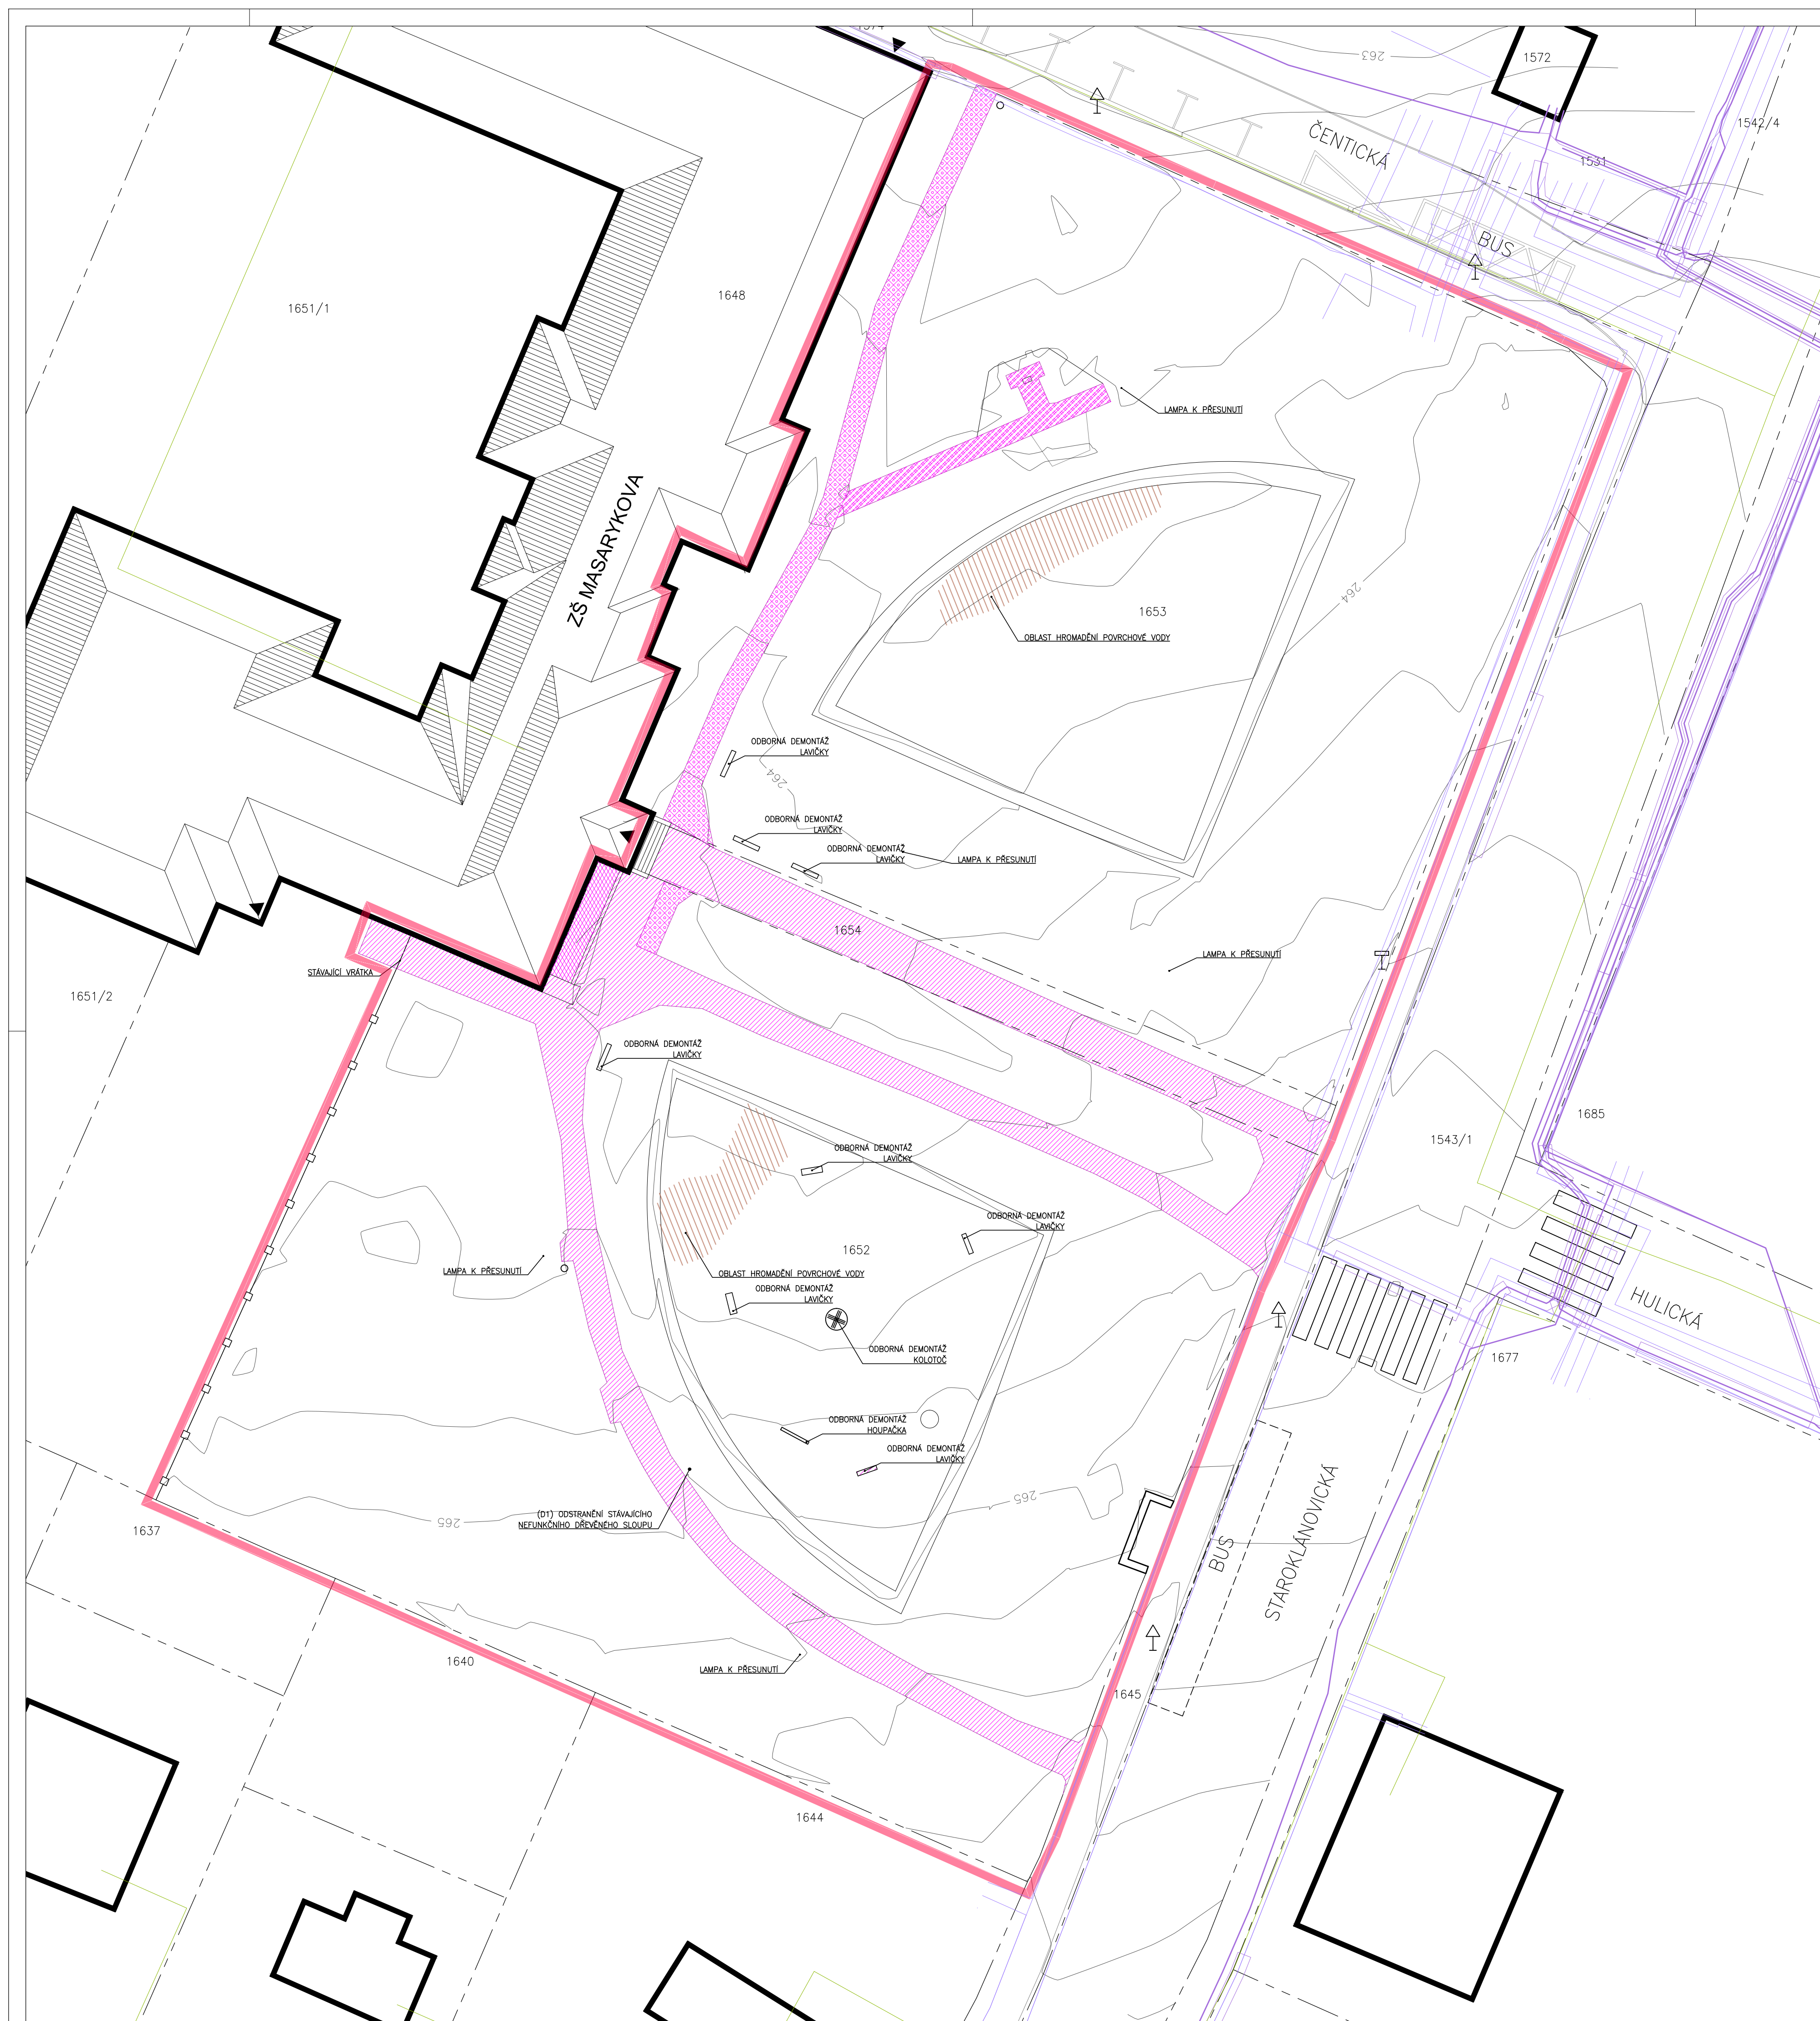 1572
263
1542/4
ČENTICKÁ
1531
BUS
1648
1651/1
LAMPA K PŘESUNUTÍ
ZŠ MASARYKOVA
264
1653
OBLAST HROMADĚNÍ POVRCHOVÉ VODY
ODBORNÁ DEMONTÁŽ
LAVIČKY
264
ODBORNÁ DEMONTÁŽ
LAVIČKY
ODBORNÁ DEMONTÁŽ
LAVIČKY
LAMPA K PŘESUNUTÍ
1654
LAMPA K PŘESUNUTÍ
STÁVAJÍCÍ VRÁTKA
1651/2
ODBORNÁ DEMONTÁŽ
LAVIČKY
1685
1543/1
ODBORNÁ DEMONTÁŽ
LAVIČKY
ODBORNÁ DEMONTÁŽ
LAVIČKY
1652
LAMPA K PŘESUNUTÍ
OBLAST HROMADĚNÍ POVRCHOVÉ VODY
ODBORNÁ DEMONTÁŽ
LAVIČKY
HULICKÁ
ODBORNÁ DEMONTÁŽ
KOLOTOČ
1677
ODBORNÁ DEMONTÁŽ
HOUPAČKA
ODBORNÁ DEMONTÁŽ
LAVIČKY
265
(D1) ODSTRANĚNÍ STÁVAJÍCÍHO
NEFUNKČNÍHO DŘEVĚNÉHO SLOUPU
265
1637
BUS
STAROKLÁNOVICKÁ
1640
LAMPA K PŘESUNUTÍ
1645
1644